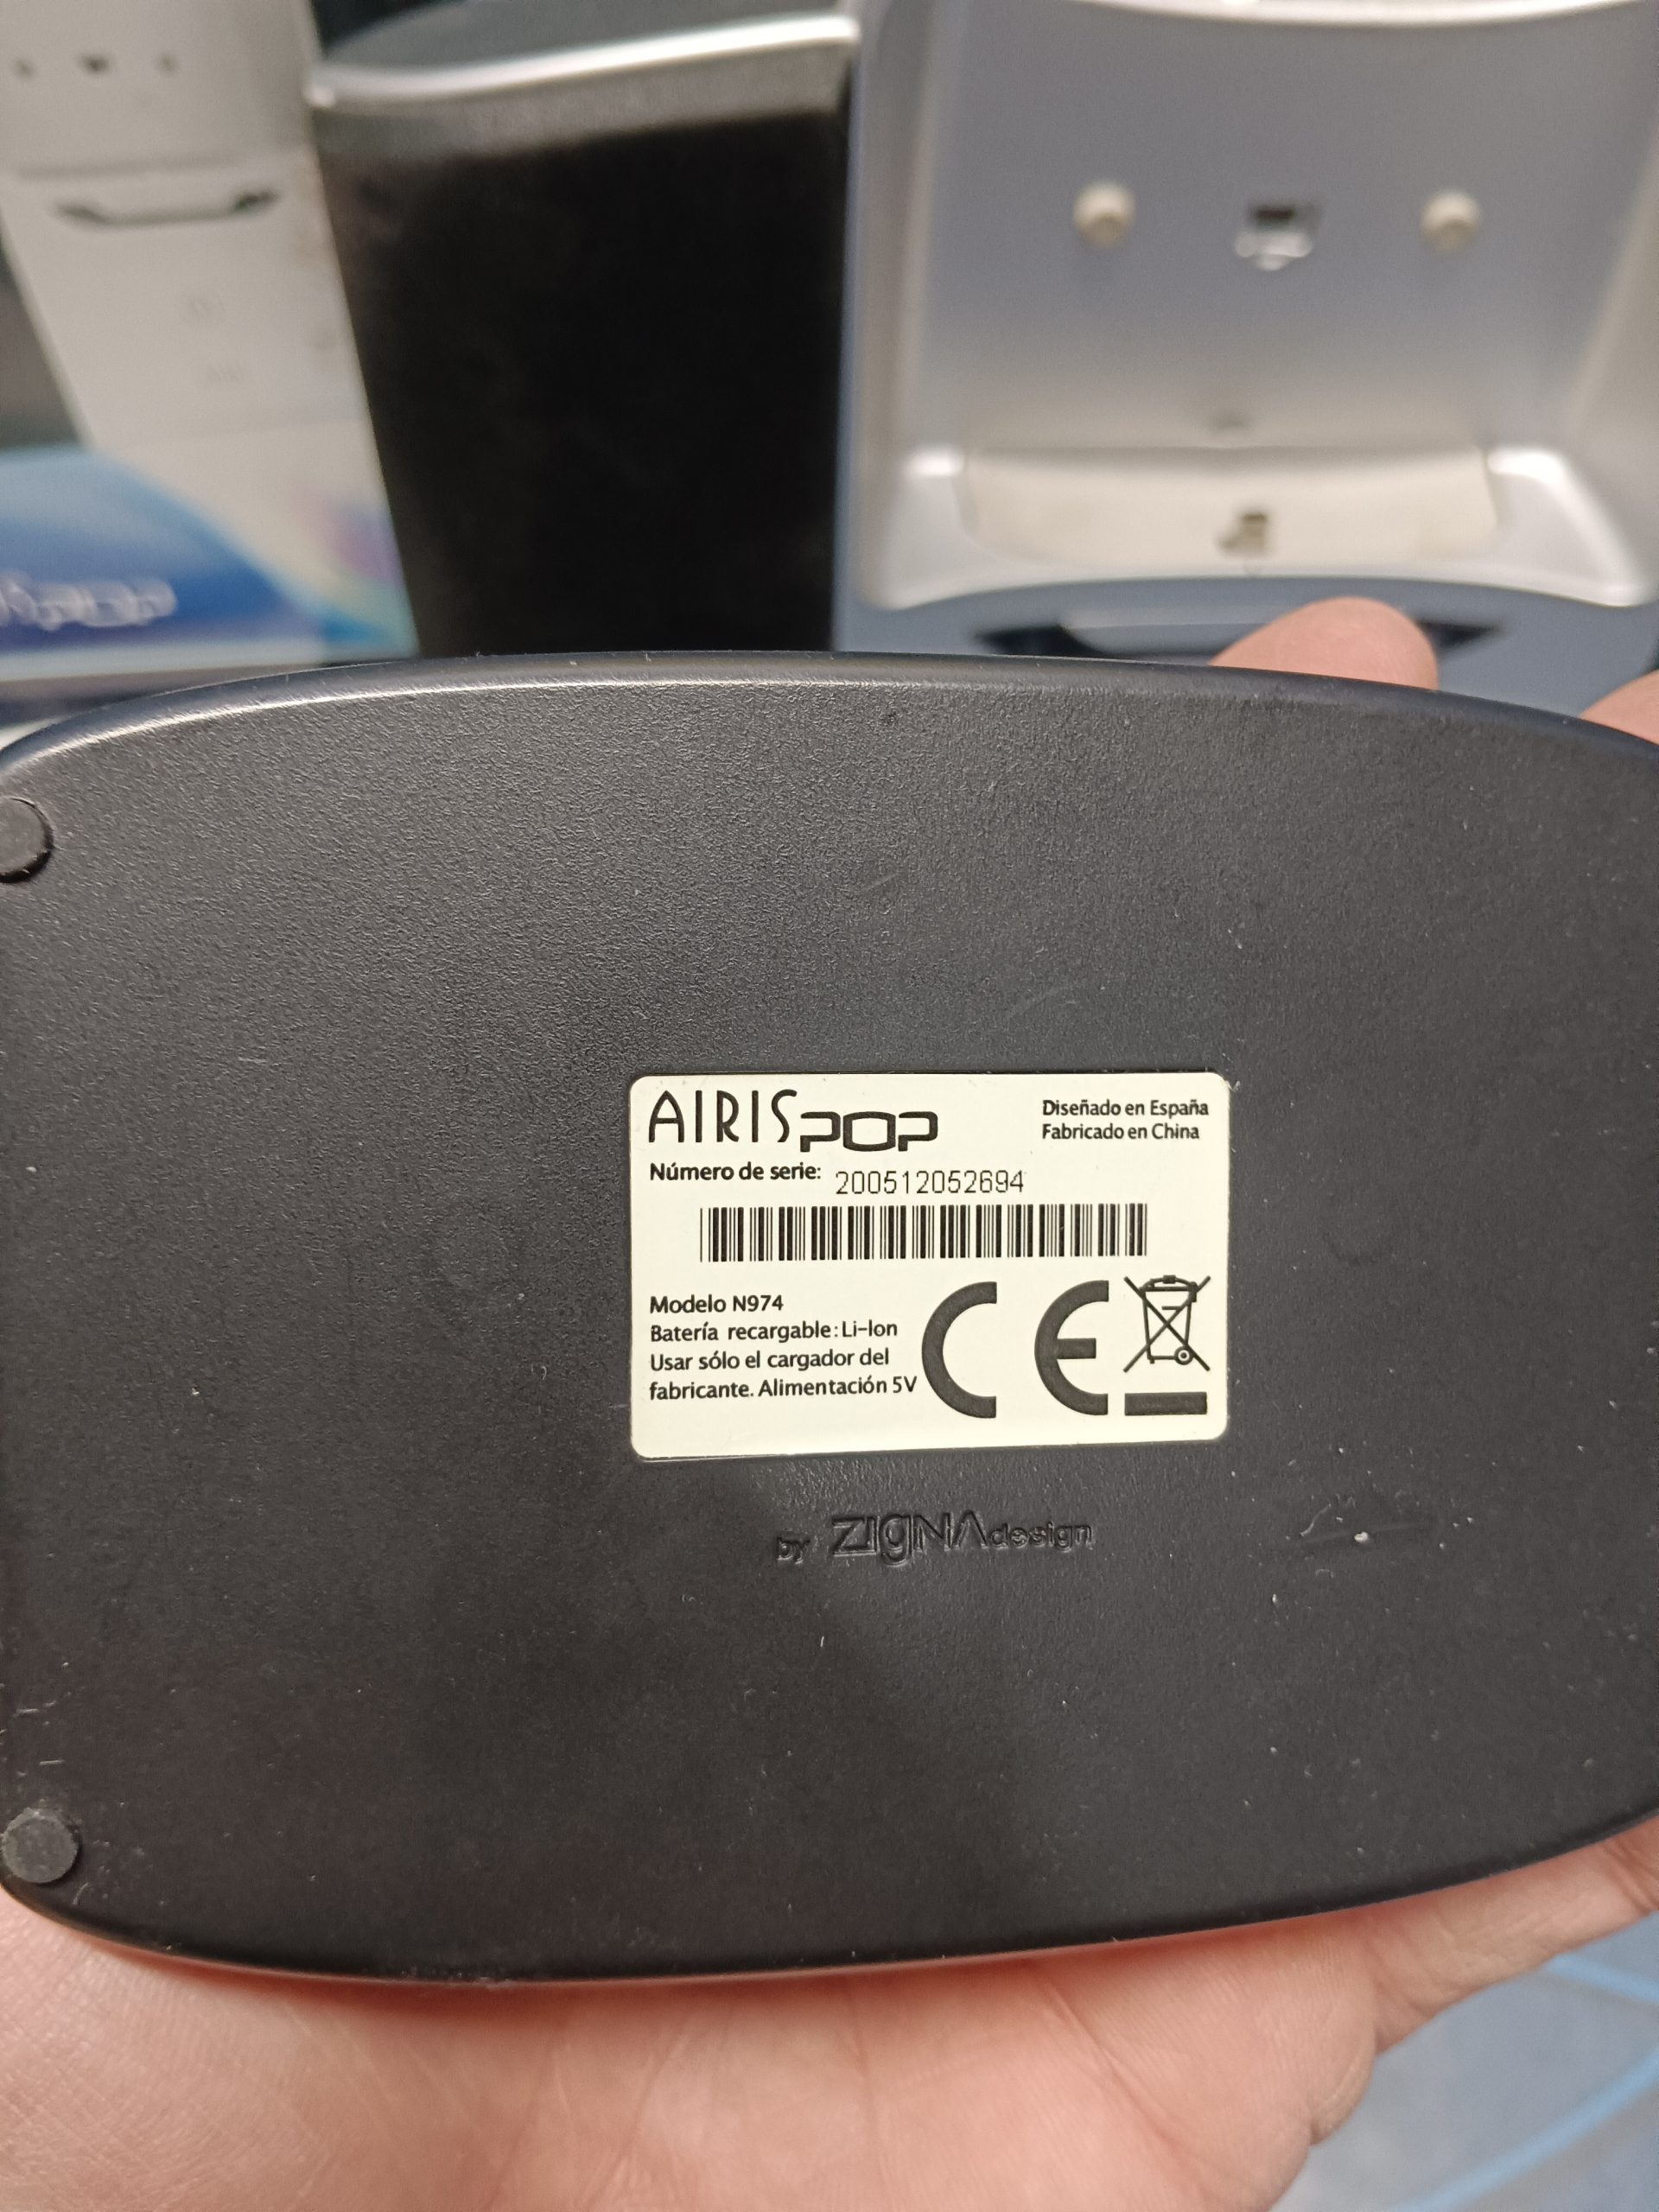 AIRIS POP
Diseñado en España
Fabricado en China
Número de serie: 200512052694
Modelo N974
Batería recargable: Li-Ion
Usar sólo el cargador del
fabricante. Alimentación 5V
CE
by ZIGNA design